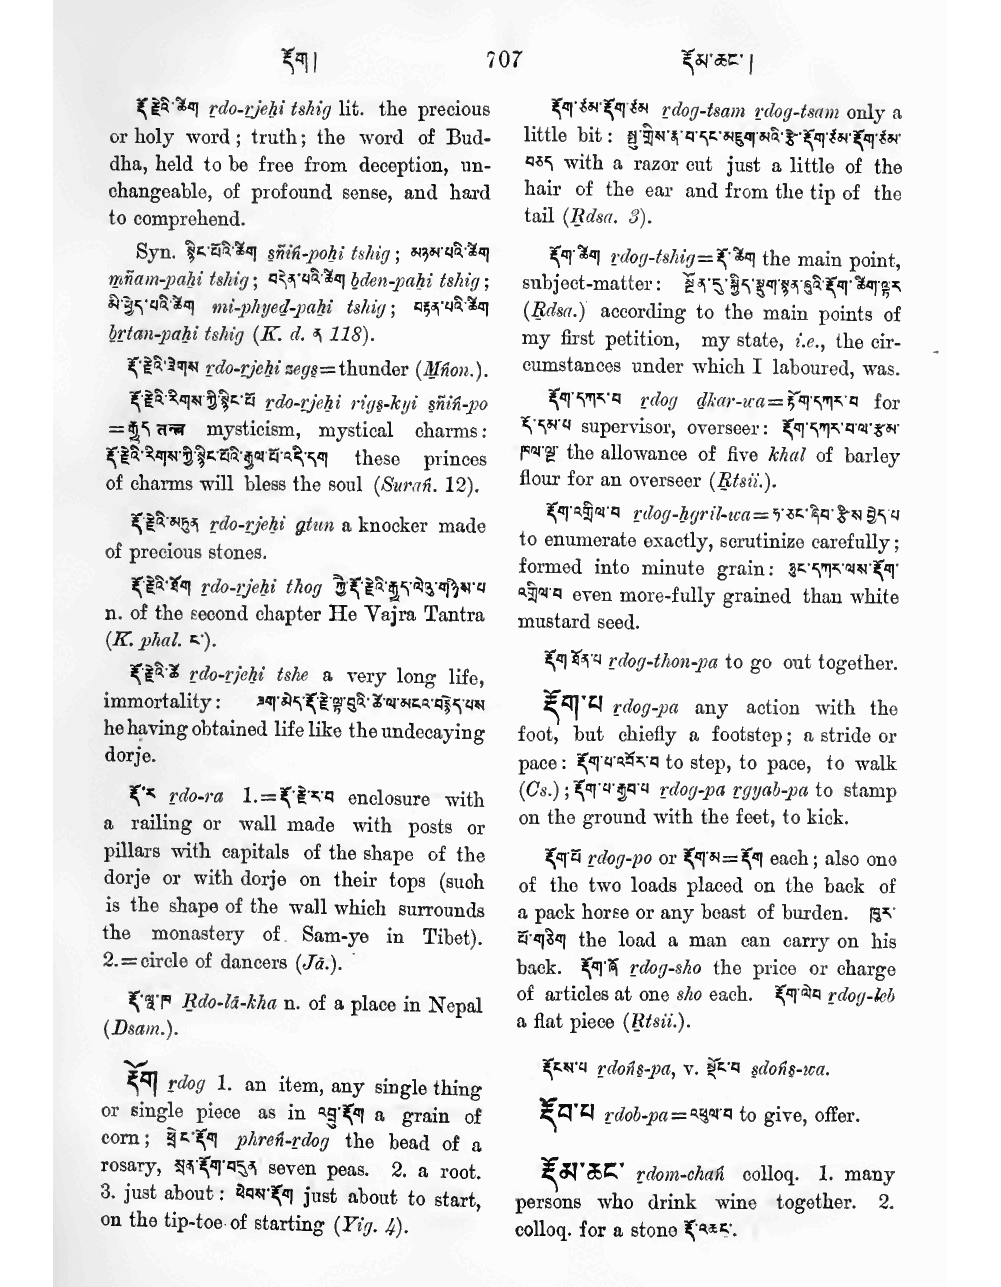 རྡོག།
707
རྡོམ་ཆང་།
རྡོ་རྗེའི་ཚིག rdo-rjeḥi tshig lit. the precious
or holy word; truth; the word of Bud-
dha, held to be free from deception, un-
changeable, of profound sense, and hard
to comprehend.
Syn. སྙིང་པོའི་ཚིག sñiṅ-poḥi tshig; མཉམ་པའི་ཚིག
mñam-paḥi tshig; བདེན་པའི་ཚིག bden-paḥi tshig;
མི་ཕྱེད་པའི་ཚིག mi-phyed-paḥi tshig; བརྟན་པའི་ཚིག
brtan-paḥi tshig (K. d. ན 118).
རྡོ་རྗེའི་ཟེགས rdo-rjeḥi zegs=thunder (Mṅon.).
རྡོ་རྗེའི་རིགས་ཀྱི་སྙིང་པོ rdo-rjeḥi rigs-kyi sñiṅ-po
=རྒྱུད तन्त्र mysticism, mystical charms:
རྡོ་རྗེའི་རིགས་ཀྱི་སྙིང་པོའི་རྒྱལ་པོ་འདི་དག these princes
of charms will bless the soul (Suraṅ. 12).
རྡོ་རྗེའི་གཏུན rdo-rjeḥi gtun a knocker made
of precious stones.
རྡོ་རྗེའི་ཐོག rdo-rjeḥi thog ཀྱེ་རྡོ་རྗེའི་རྒྱུད་ལེའུ་གཉིས་པ
n. of the second chapter He Vajra Tantra
(K. phal. ང་).
རྡོ་རྗེའི་ཚེ rdo-rjeḥi tshe a very long life,
immortality: ཟག་མེད་རྡོ་རྗེ་ལྟ་བུའི་ཚེ་ལ་མངའ་བརྙེད་པས
he having obtained life like the undecaying
dorje.
རྡོ་ར rdo-ra 1.=རྡོ་རྗེ་ར་བ enclosure with
a railing or wall made with posts or
pillars with capitals of the shape of the
dorje or with dorje on their tops (such
is the shape of the wall which surrounds
the monastery of Sam-ye in Tibet).
2.=circle of dancers (Jā.).
རྡོ་ལཱ་ཁ Rdo-lā-kha n. of a place in Nepal
(Dsam.).
རྡོག rdog 1. an item, any single thing
or single piece as in འབྲུ་རྡོག a grain of
corn; ཕྲེང་རྡོག phreṅ-rdog the bead of a
rosary, སྲན་རྡོག་བདུན seven peas. 2. a root.
3. just about: ཕེབས་རྡོག just about to start,
on the tip-toe of starting (Yig. 4).
རྡོག་ཙམ་རྡོག་ཙམ rdog-tsam rdog-tsam only a
little bit: སྤུ་གྲིས་རྣ་བ་དང་མཇུག་མའི་རྩེ་རྡོག་ཙམ་རྡོག་ཙམ་
བཅད with a razor cut just a little of the
hair of the ear and from the tip of the
tail (Rdsa. 3).
རྡོག་ཚིག rdog-tshig=རྡོ་ཚིག the main point,
subject-matter: སྔོན་དུ་སྐྱིད་སྡུག་སྙན་ཞུའི་རྡོག་ཚིག་ལྟར
(Rdsa.) according to the main points of
my first petition, my state, i.e., the cir-
cumstances under which I laboured, was.
རྡོག་དཀར་བ rdog dkar-wa=རྟོག་དཀར་བ for
དོ་དམ་པ supervisor, overseer: རྡོག་དཀར་བ་ལ་རྩམ་
ཁལ་ལྔ་ the allowance of five khal of barley
flour for an overseer (Rtsii.).
རྡོག་འགྲིལ་བ rdog-ḥgril-wa=ཧ་ཅང་ཞིབ་རྩིས་བྱེད་པ
to enumerate exactly, scrutinize carefully;
formed into minute grain: ཉུང་དཀར་ལས་རྡོག་
འགྲིལ་བ even more-fully grained than white
mustard seed.
རྡོག་ཐོན་པ rdog-thon-pa to go out together.
རྡོག་པ rdog-pa any action with the
foot, but chiefly a footstep; a stride or
pace: རྡོག་པ་འབོར་བ to step, to pace, to walk
(Cs.); རྡོག་པ་རྒྱབ་པ rdog-pa rgyab-pa to stamp
on the ground with the feet, to kick.
རྡོག་པོ rdog-po or རྡོག་མ=རྡོག each; also one
of the two loads placed on the back of
a pack horse or any beast of burden. ཁུར་
པོ་གཅིག the load a man can carry on his
back. རྡོག་ཞོ rdog-sho the price or charge
of articles at one sho each. རྡོག་ལེབ rdog-leb
a flat piece (Rtsii.).
རྡོངས་པ rdoṅs-pa, v. སྡོང་བ sdoṅs-wa.
རྡོབ་པ rdob-pa=འཕུལ་བ to give, offer.
རྡོམ་ཆང་ rdom-chaṅ colloq. 1. many
persons who drink wine together. 2.
colloq. for a stone རྡོ་འཆང་.